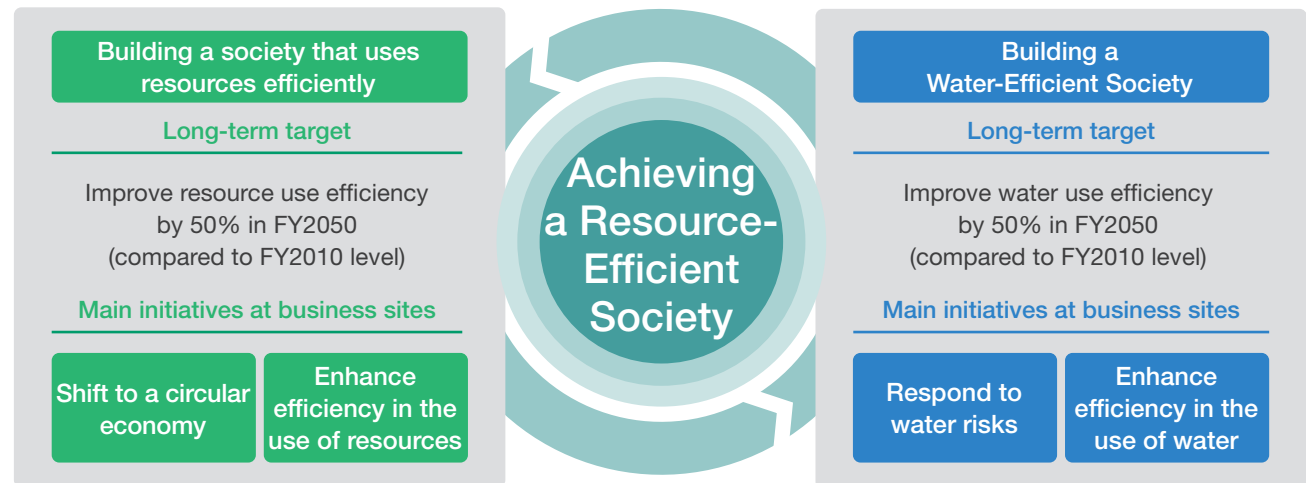 Building a society that uses
resources efficiently
Long-term target
Improve resource use efficiency
by 50% in FY2050
(compared to FY2010 level)
Main initiatives at business sites
Shift to a circular
economy
Enhance
efficiency in the
use of resources
Achieving
a Resource-
Efficient
Society
Building a
Water-Efficient Society
Long-term target
Improve water use efficiency
by 50% in FY2050
(compared to FY2010 level)
Main initiatives at business sites
Respond to
water risks
Enhance
efficiency in the
use of water